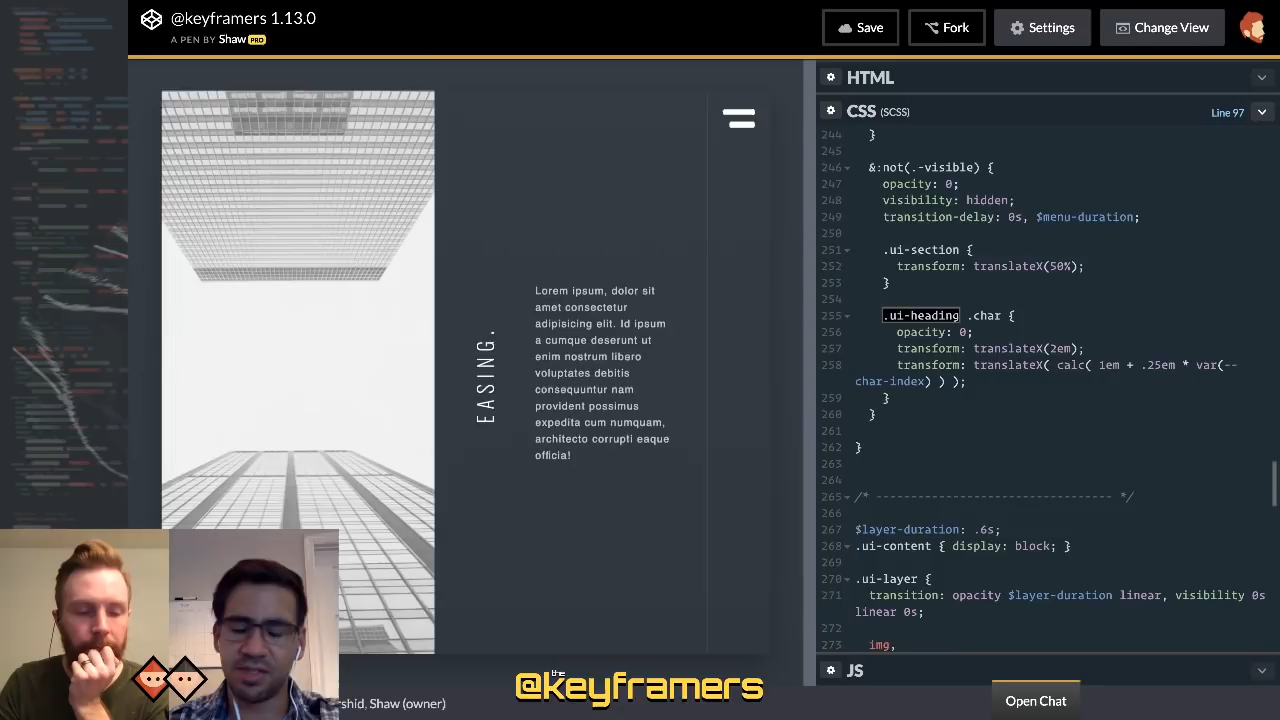 @keyframers 1.13.0
A PEN BY Shaw PRO
Save
Fork
Settings
Change View
HTML
CSS (SCSS)
Line 97
244 }
245
246 &:not(.-visible) {
247 opacity: 0;
248 visibility: hidden;
249 transition-delay: 0s, $menu-duration;
250
251 .ui-section {
252 transform: translateX(50%);
253 }
254
255 .ui-heading .char {
256 opacity: 0;
257 transform: translateX(2em);
258 transform: translateX( calc( 1em + .25em * var(--
char-index) ) );
259 }
260 }
261
262 }
263
264
265 /* ---------------------------------- */
266
267 $layer-duration: .6s;
268 .ui-content { display: block; }
269
270 .ui-layer {
271 transition: opacity $layer-duration linear, visibility 0s
linear 0s;
272
273 img,
JS
EASING.
Lorem ipsum, dolor sit
amet consectetur
adipisicing elit. Id ipsum
a cumque deserunt ut
enim nostrum libero
voluptates debitis
consequuntur nam
provident possimus
expedita cum numquam,
architecto corrupti eaque
officia!
the
@keyframers
shid, Shaw (owner)
Open Chat